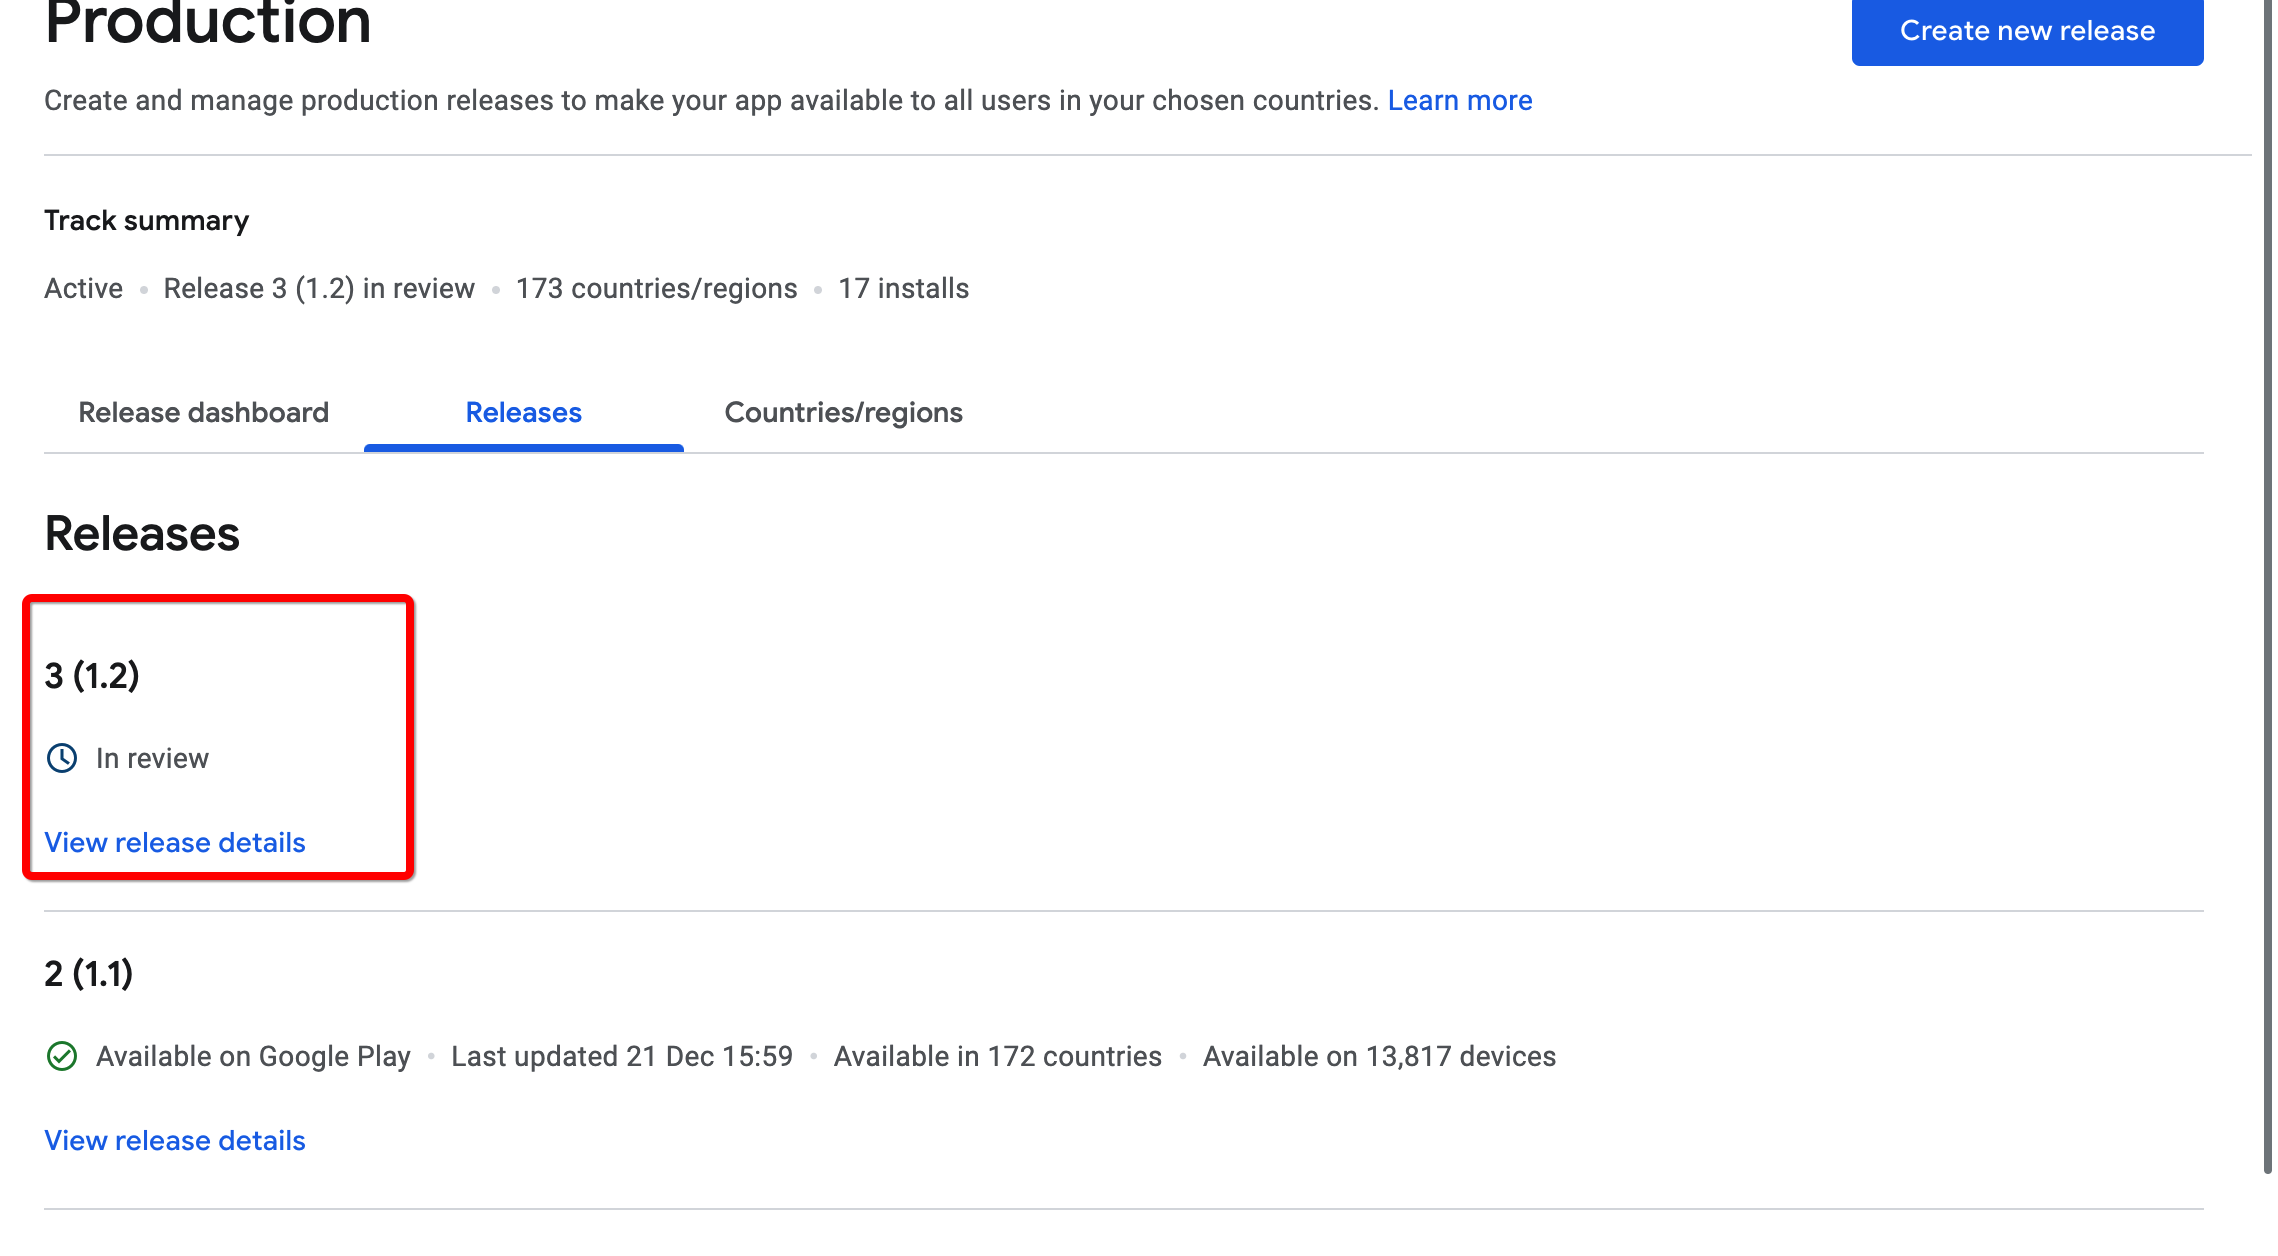 Production
Create new release
Create and manage production releases to make your app available to all users in your chosen countries. Learn more
Track summary
Active • Release 3 (1.2) in review • 173 countries/regions • 17 installs
Release dashboard Releases Countries/regions
Releases
3 (1.2)
In review
View release details
2 (1.1)
Available on Google Play • Last updated 21 Dec 15:59 • Available in 172 countries • Available on 13,817 devices
View release details